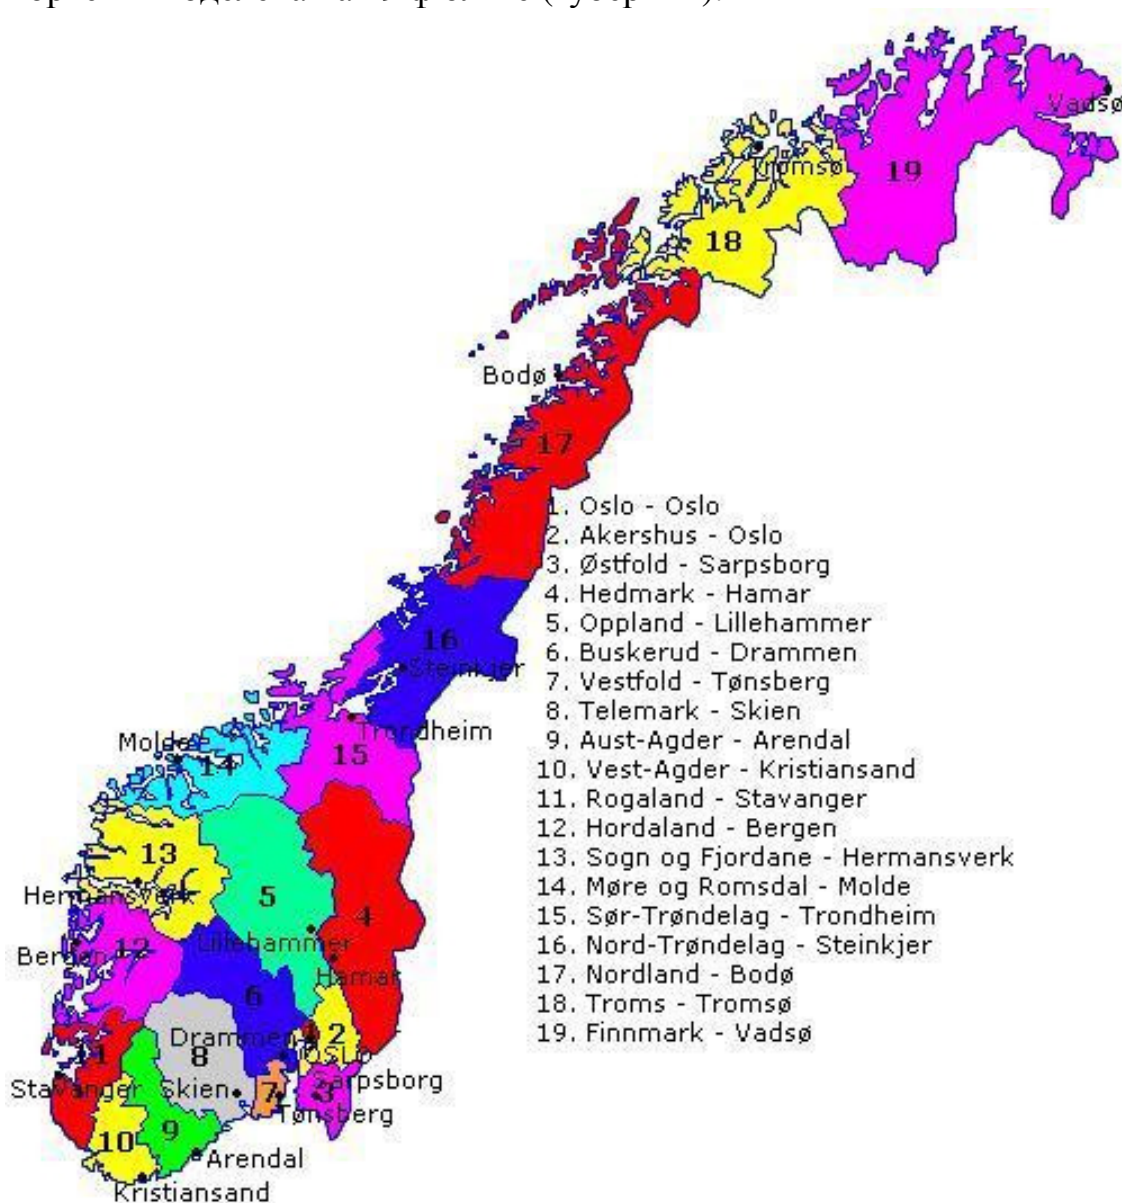 Vadsø
Tromsø
19
18
Bodø
17
1. Oslo - Oslo
2. Akershus - Oslo
3. Østfold - Sarpsborg
4. Hedmark - Hamar
5. Oppland - Lillehammer
6. Buskerud - Drammen
7. Vestfold - Tønsberg
8. Telemark - Skien
9. Aust-Agder - Arendal
10. Vest-Agder - Kristiansand
11. Rogaland - Stavanger
12. Hordaland - Bergen
13. Sogn og Fjordane - Hermansverk
14. Møre og Romsdal - Molde
15. Sør-Trøndelag - Trondheim
16. Nord-Trøndelag - Steinkjer
17. Nordland - Bodø
18. Troms - Tromsø
19. Finnmark - Vadsø
16
Steinkjer
Trondheim
Molde
14
15
13
Hermansverk
5
4
Lillehammer
12
Bergen
Hamar
6
Drammen
1
2
OSLO
11
8
Stavanger
Skien
7
3
Sarpsborg
Tønsberg
10
9
Arendal
Kristiansand